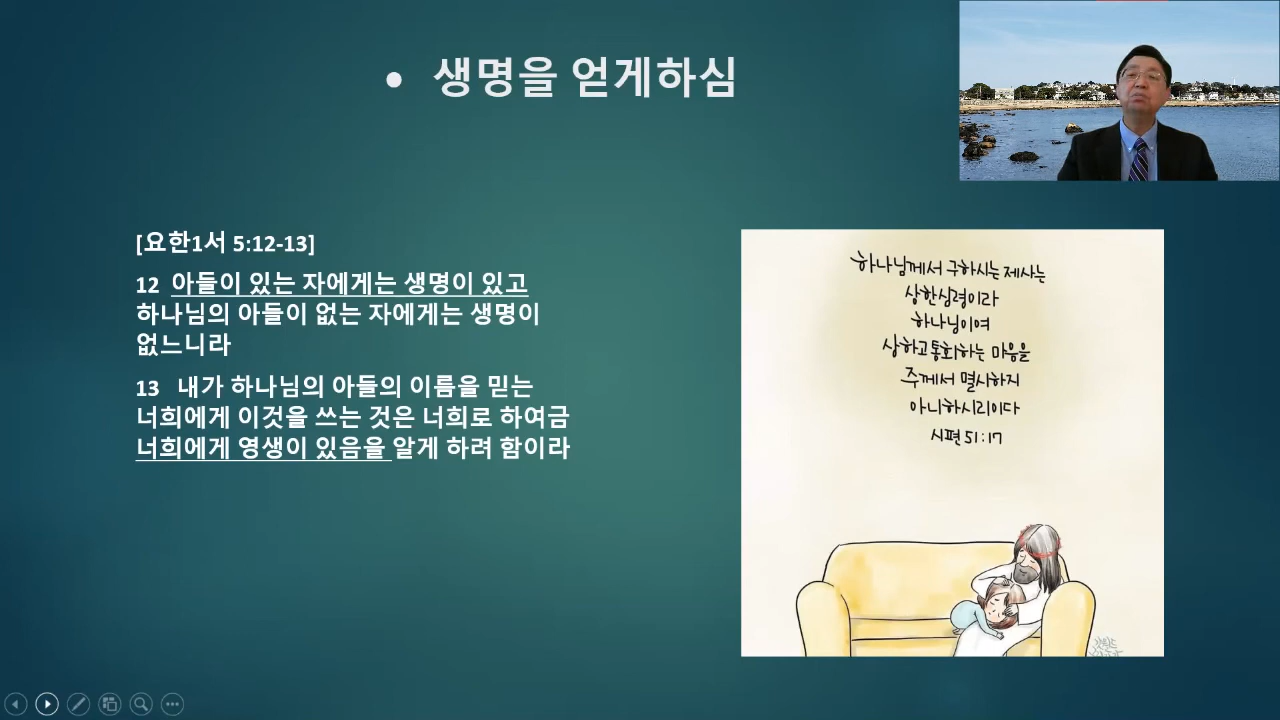 • 생명을 얻게하심
[요한1서 5:12-13]
12 아들이 있는 자에게는 생명이 있고
하나님의 아들이 없는 자에게는 생명이
없느니라
13 내가 하나님의 아들의 이름을 믿는
너희에게 이것을 쓰는 것은 너희로 하여금
너희에게 영생이 있음을 알게 하려 함이라
하나님께서 구하시는 제사는
상한심령이라
하나님이여
상하고통회하는 마음을
주께서 멸시하지
아니하시리이다
시편 51:17